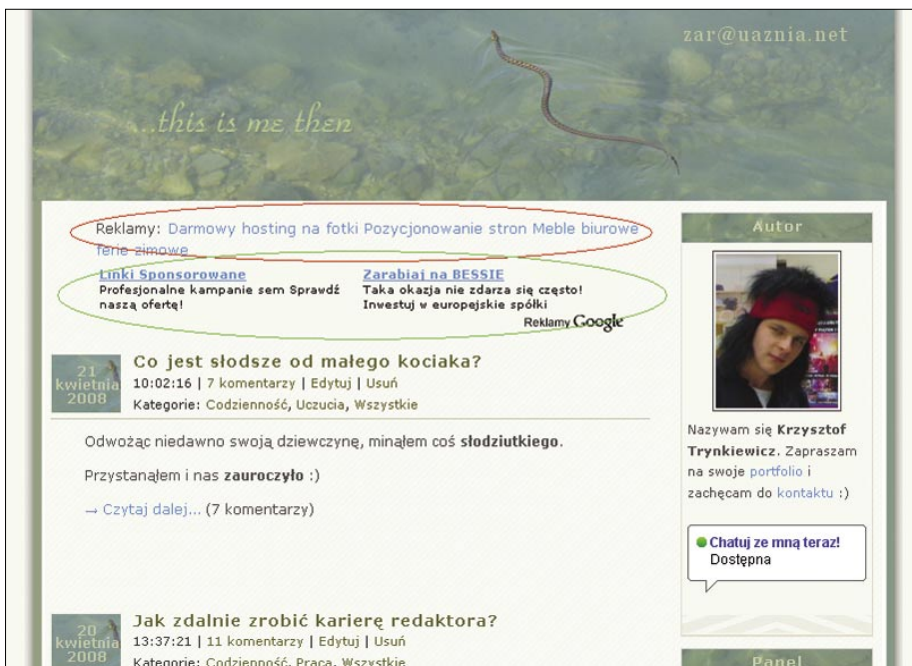 zar@uaznia.net
...this is me then
Reklamy: Darmowy hosting na fotki Pozycjonowanie stron Meble biurowe
ferie zimowe
Linki Sponsorowane
Profesjonalne kampanie sem Sprawdź
naszą ofertę!
Zarabiaj na BESSIE
Taka okazja nie zdarza się często!
Inwestuj w europejskie spółki
Reklamy Google
21
kwietnia
2008
Co jest słodsze od małego kociaka?
10:02:16 | 7 komentarzy | Edytuj | Usuń
Kategorie: Codzienność, Uczucia, Wszystkie
Odwożąc niedawno swoją dziewczynę, minąłem coś słodziutkiego.
Przystanąłem i nas zauroczyło :)
→ Czytaj dalej... (7 komentarzy)
20
kwietnia
2008
Jak zdalnie zrobić karierę redaktora?
13:37:21 | 11 komentarzy | Edytuj | Usuń
Kategorie: Codzienność, Praca, Wszystkie
Autor
Nazywam się Krzysztof
Trynkiewicz. Zapraszam
na swoje portfolio i
zachęcam do kontaktu :)
Chatuj ze mną teraz!
Dostępna
Panel